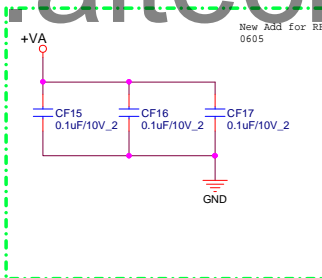 New Add for RF
0605
+VA
CF15
0.1uF/10V_2
CF16
0.1uF/10V_2
CF17
0.1uF/10V_2
GND